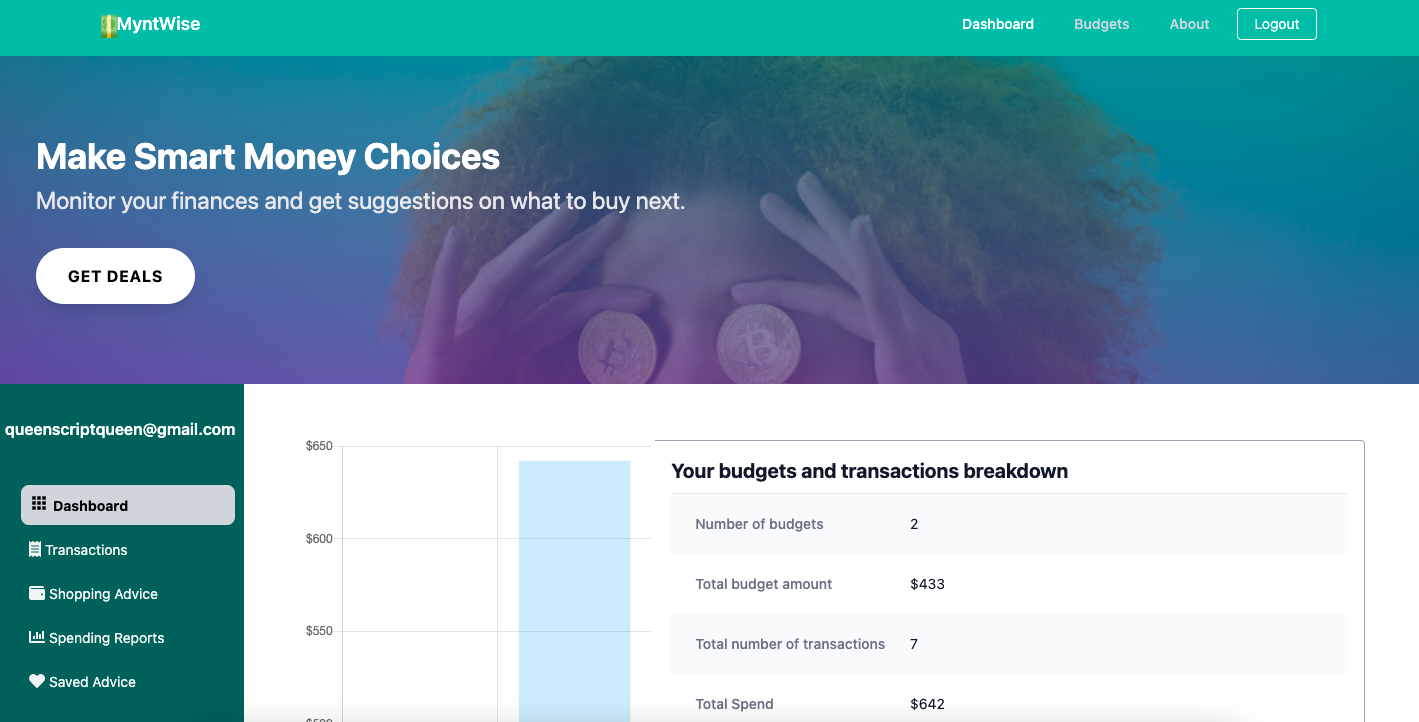 MyntWise
Dashboard Budgets About Logout
Make Smart Money Choices
Monitor your finances and get suggestions on what to buy next.
GET DEALS
queenscriptqueen@gmail.com
Dashboard
Transactions
Shopping Advice
Spending Reports
Saved Advice
$650
$600
$550
Your budgets and transactions breakdown
Number of budgets 2
Total budget amount $433
Total number of transactions 7
Total Spend $642